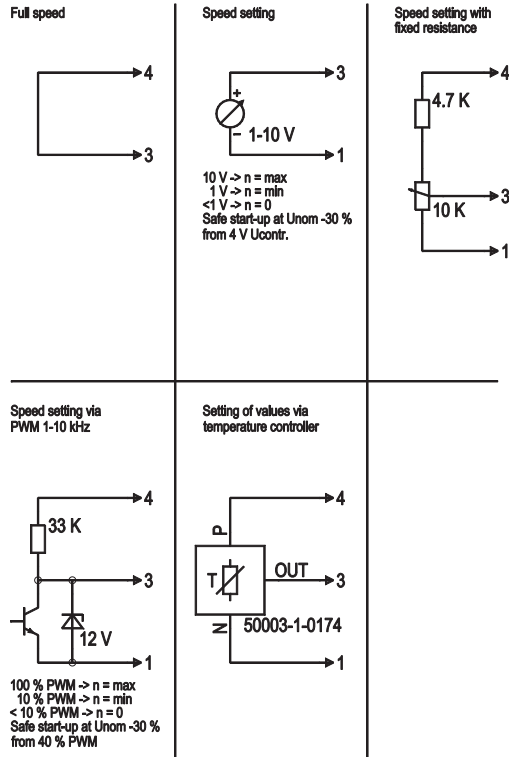 Full speed
4
3
Speed setting
3
+
1-10 V
–
1
10 V -> n = max
1 V -> n = min
<1 V -> n = 0
Safe start-up at Unom -30 %
from 4 V Ucontr.
Speed setting with
fixed resistance
4
4.7 K
3
10 K
1
Speed setting via
PWM 1-10 kHz
4
33 K
3
12 V
1
100 % PWM -> n = max
10 % PWM -> n = min
< 10 % PWM -> n = 0
Safe start-up at Unom -30 %
from 40 % PWM
Setting of values via
temperature controller
4
P
T
OUT
3
N
50003-1-0174
1